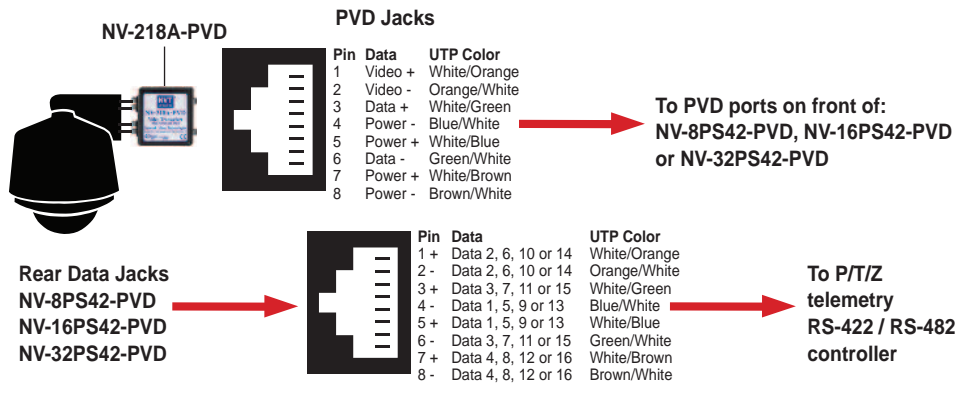 PVD Jacks
NV-218A-PVD
Pin Data UTP Color
1 Video + White/Orange
2 Video - Orange/White
3 Data + White/Green
4 Power - Blue/White
5 Power + White/Blue
6 Data - Green/White
7 Power + White/Brown
8 Power - Brown/White
To PVD ports on front of:
NV-8PS42-PVD, NV-16PS42-PVD
or NV-32PS42-PVD
NVT
Rear Data Jacks
NV-8PS42-PVD
NV-16PS42-PVD
NV-32PS42-PVD
Pin Data UTP Color
1 + Data 2, 6, 10 or 14 White/Orange
2 - Data 2, 6, 10 or 14 Orange/White
3 + Data 3, 7, 11 or 15 White/Green
4 - Data 1, 5, 9 or 13 Blue/White
5 + Data 1, 5, 9 or 13 White/Blue
6 - Data 3, 7, 11 or 15 Green/White
7 + Data 4, 8, 12 or 16 White/Brown
8 - Data 4, 8, 12 or 16 Brown/White
To P/T/Z
telemetry
RS-422 / RS-482
controller